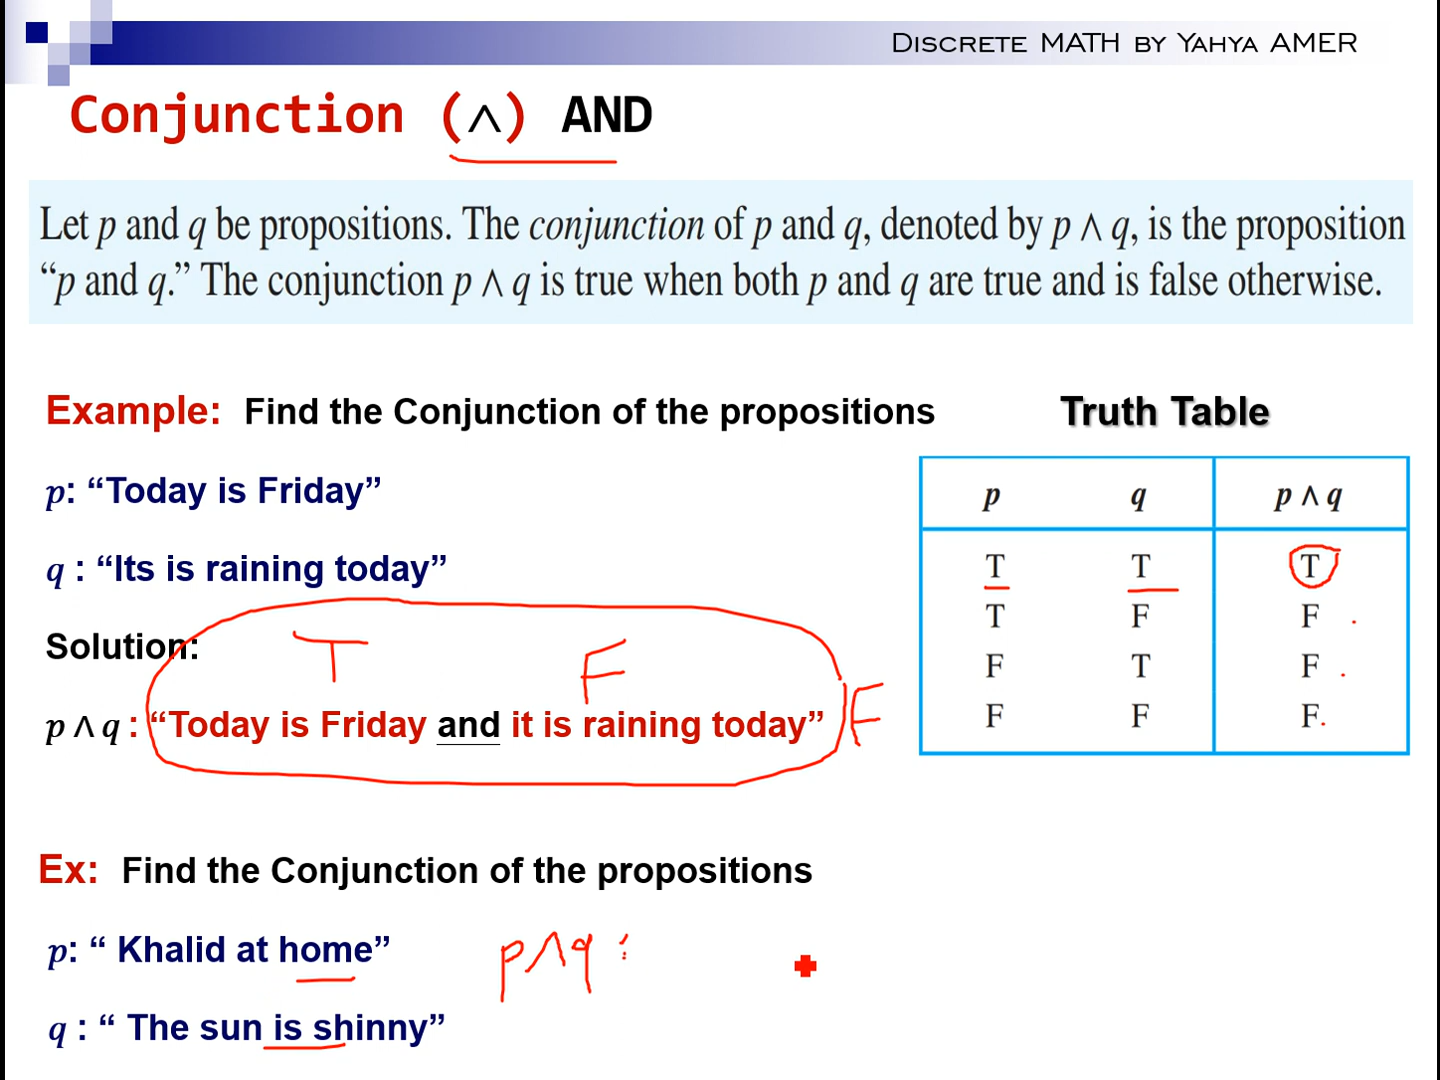 DISCRETE MATH BY YAHYA AMER
Conjunction (∧) AND
Let p and q be propositions. The conjunction of p and q, denoted by p ∧ q, is the proposition
“p and q.” The conjunction p ∧ q is true when both p and q are true and is false otherwise.
Example: Find the Conjunction of the propositions
p: “Today is Friday”
q : “Its is raining today”
Solution:
T F
p ∧ q : “Today is Friday and it is raining today” F
Truth Table
p q p ∧ q
T T T
T F F
F T F
F F F
Ex: Find the Conjunction of the propositions
p: “ Khalid at home”
p∧q :
q : “ The sun is shinny”